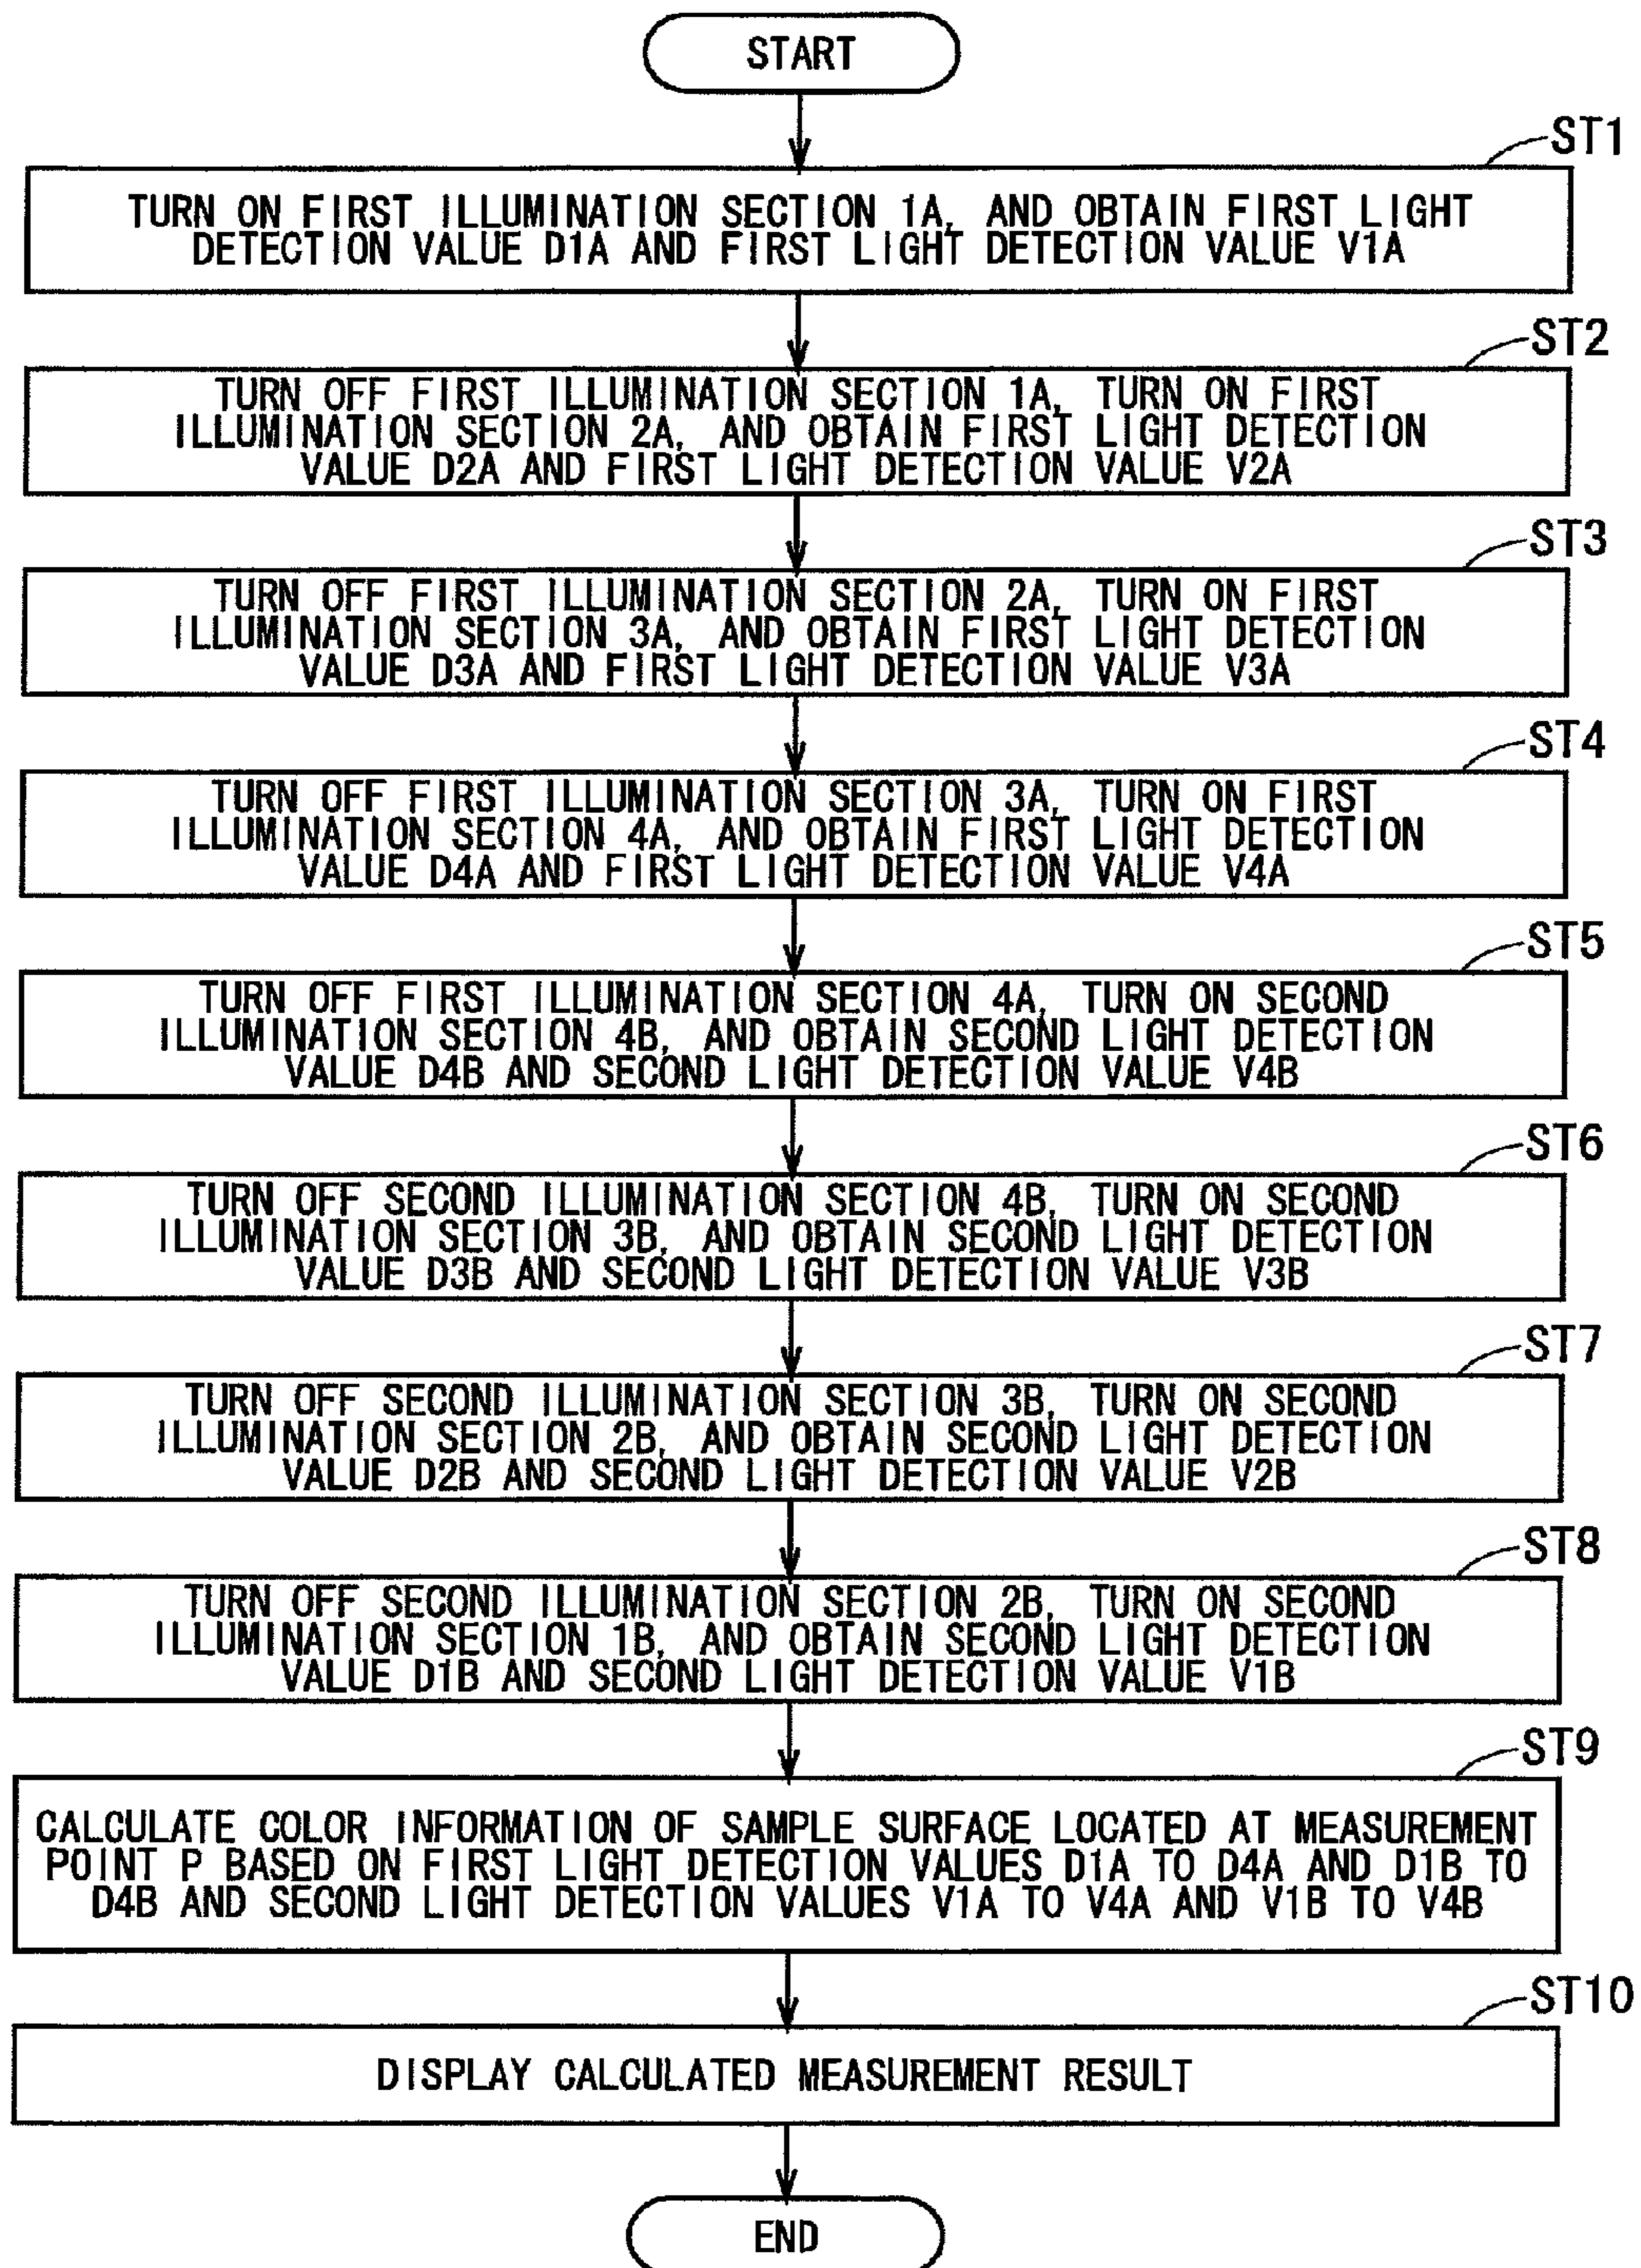 START
ST1
TURN ON FIRST ILLUMINATION SECTION 1A, AND OBTAIN FIRST LIGHT
DETECTION VALUE D1A AND FIRST LIGHT DETECTION VALUE V1A
ST2
TURN OFF FIRST ILLUMINATION SECTION 1A, TURN ON FIRST
ILLUMINATION SECTION 2A, AND OBTAIN FIRST LIGHT DETECTION
VALUE D2A AND FIRST LIGHT DETECTION VALUE V2A
ST3
TURN OFF FIRST ILLUMINATION SECTION 2A, TURN ON FIRST
ILLUMINATION SECTION 3A, AND OBTAIN FIRST LIGHT DETECTION
VALUE D3A AND FIRST LIGHT DETECTION VALUE V3A
ST4
TURN OFF FIRST ILLUMINATION SECTION 3A, TURN ON FIRST
ILLUMINATION SECTION 4A, AND OBTAIN FIRST LIGHT DETECTION
VALUE D4A AND FIRST LIGHT DETECTION VALUE V4A
ST5
TURN OFF FIRST ILLUMINATION SECTION 4A, TURN ON SECOND
ILLUMINATION SECTION 4B, AND OBTAIN SECOND LIGHT DETECTION
VALUE D4B AND SECOND LIGHT DETECTION VALUE V4B
ST6
TURN OFF SECOND ILLUMINATION SECTION 4B, TURN ON SECOND
ILLUMINATION SECTION 3B, AND OBTAIN SECOND LIGHT DETECTION
VALUE D3B AND SECOND LIGHT DETECTION VALUE V3B
ST7
TURN OFF SECOND ILLUMINATION SECTION 3B, TURN ON SECOND
ILLUMINATION SECTION 2B, AND OBTAIN SECOND LIGHT DETECTION
VALUE D2B AND SECOND LIGHT DETECTION VALUE V2B
ST8
TURN OFF SECOND ILLUMINATION SECTION 2B, TURN ON SECOND
ILLUMINATION SECTION 1B, AND OBTAIN SECOND LIGHT DETECTION
VALUE D1B AND SECOND LIGHT DETECTION VALUE V1B
ST9
CALCULATE COLOR INFORMATION OF SAMPLE SURFACE LOCATED AT MEASUREMENT
POINT P BASED ON FIRST LIGHT DETECTION VALUES D1A TO D4A AND D1B TO
D4B AND SECOND LIGHT DETECTION VALUES V1A TO V4A AND V1B TO V4B
ST10
DISPLAY CALCULATED MEASUREMENT RESULT
END